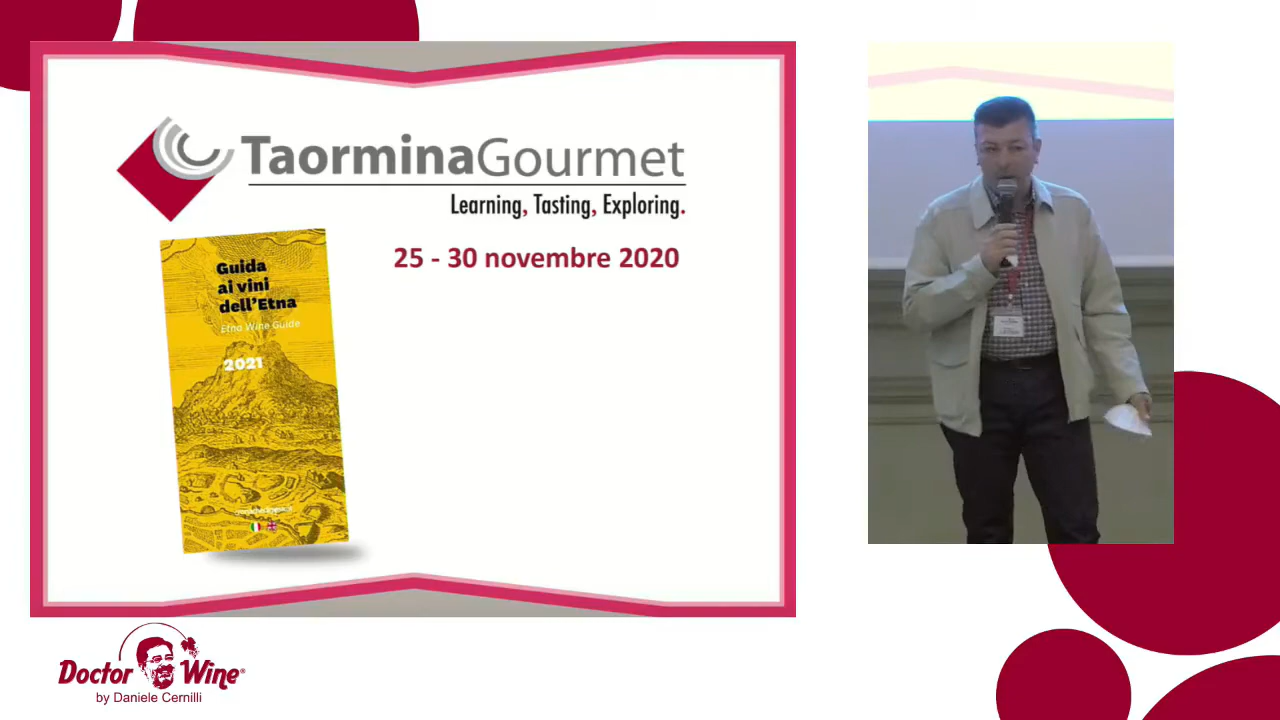 TaorminaGourmet
Learning, Tasting, Exploring.
25 - 30 novembre 2020
Guida
ai vini
dell'Etna
Etna Wine Guide
2021
Doctor Wine®
by Daniele Cernilli